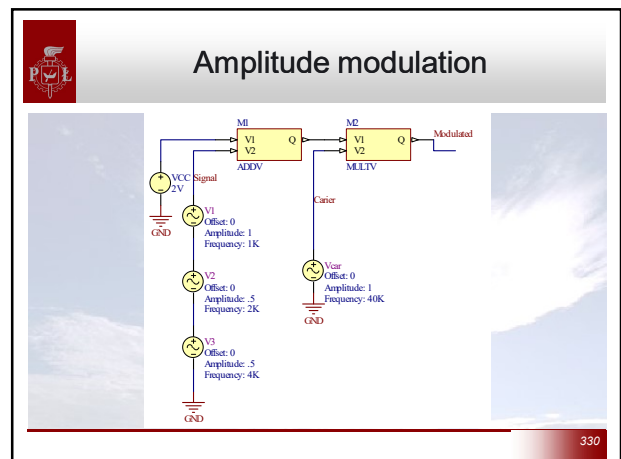 P Ł
Amplitude modulation
M1
V1 Q
V2
ADDV
M2
V1 Q
V2
MULTV
Modulated
VCC
2V
Signal
GND
V1
Offset: 0
Amplitude: 1
Frequency: 1K
Carier
V2
Offset: 0
Amplitude: .5
Frequency: 2K
Vcar
Offset: 0
Amplitude: 1
Frequency: 40K
GND
V3
Offset: 0
Amplitude: .5
Frequency: 4K
GND
330